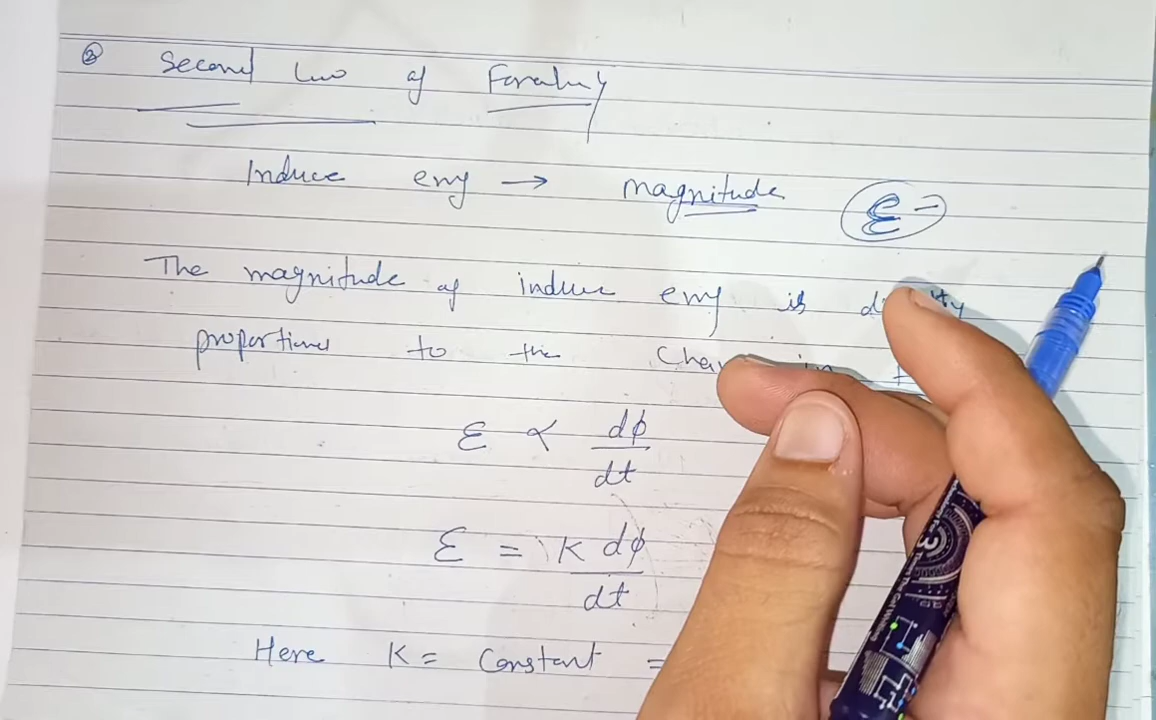 ② Second Law of Faraday
Induce emf → magnitude ε =
The magnitude of induce emf is
proportional to the in
ε ∝ dφ/dt
ε = K dφ/dt
Here K = Constant =